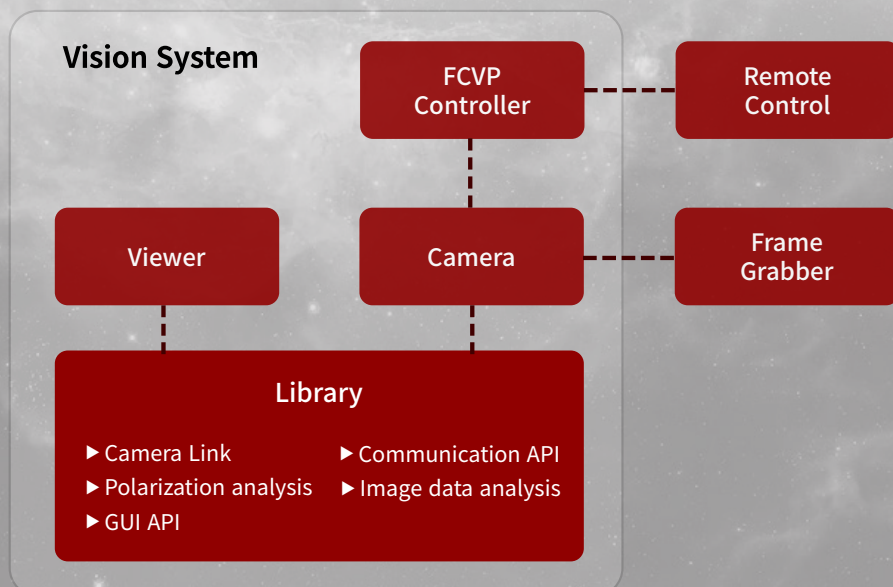 Vision System
FCVP
Controller
Remote
Control
Viewer
Camera
Frame
Grabber
Library
▶ Camera Link
▶ Communication API
▶ Polarization analysis
▶ Image data analysis
▶ GUI API